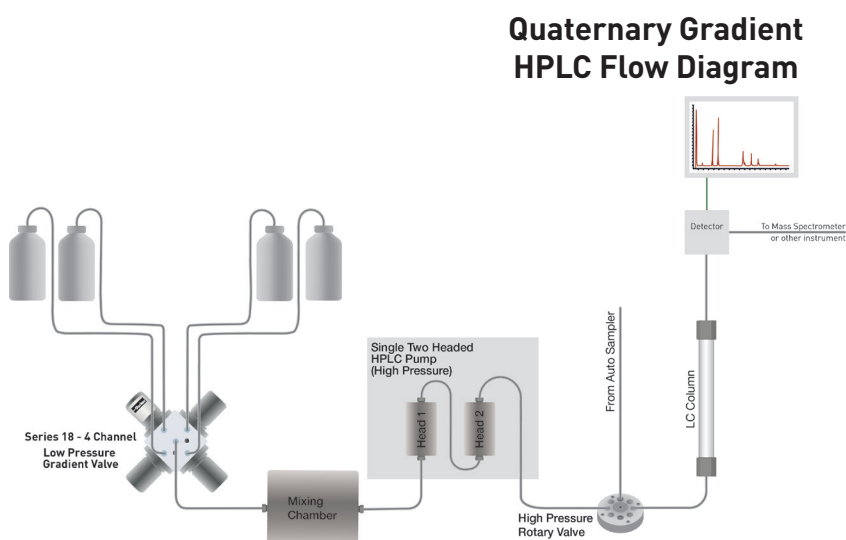 Quaternary Gradient
HPLC Flow Diagram
Detector
To Mass Spectrometer
or other instrument
Single Two Headed
HPLC Pump
(High Pressure)
From Auto Sampler
Head 1
Head 2
LC Column
Series 18 - 4 Channel
Low Pressure
Gradient Valve
Mixing
Chamber
High Pressure
Rotary Valve